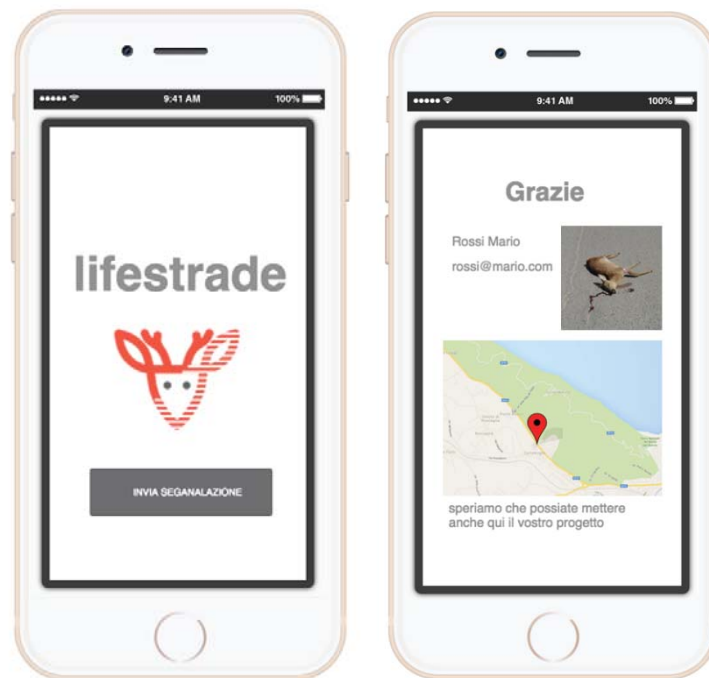 9:41 AM
100%
lifestrade
INVIA SEGANALAZIONE
9:41 AM
100%
Grazie
Rossi Mario
rossi@mario.com
speriamo che possiate mettere
anche qui il vostro progetto